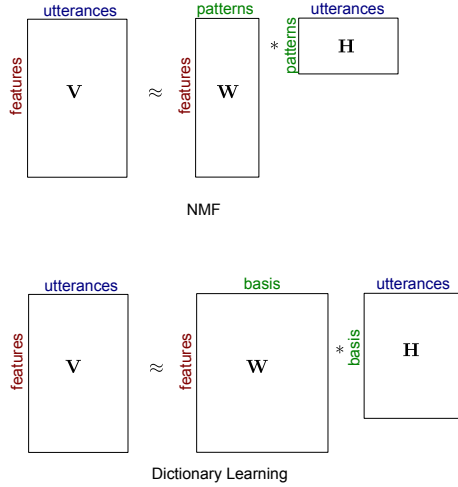 utterances patterns utterances
features V ≈ features W * patterns H
NMF
utterances basis utterances
features V ≈ features W * basis H
Dictionary Learning